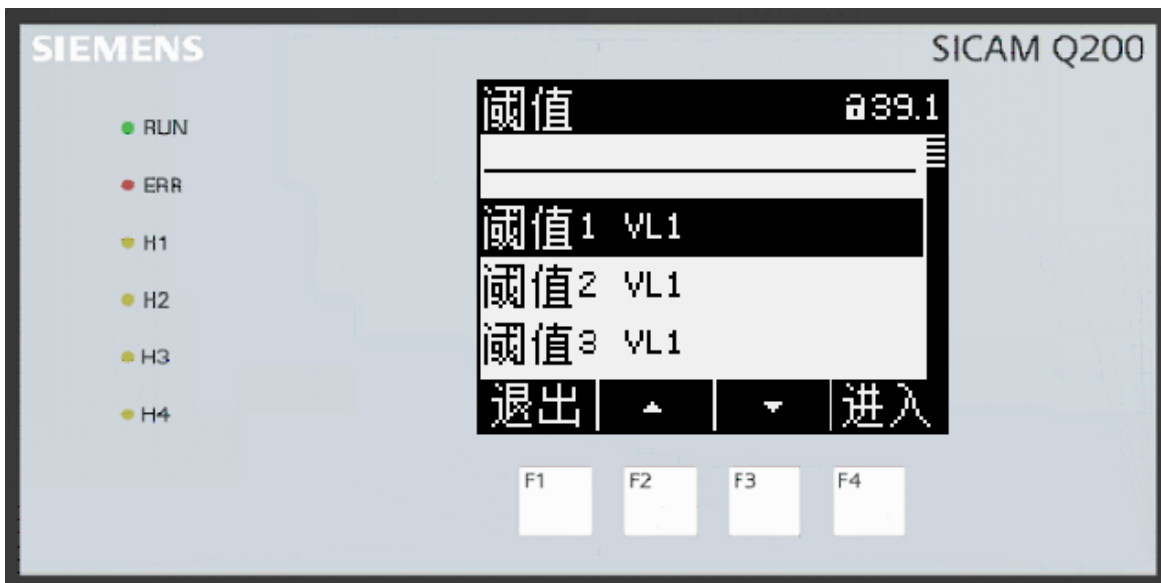 SIEMENS
SICAM Q200
阈值 39.1
RUN
ERR
H1
H2
H3
H4
阈值1 VL1
阈值2 VL1
阈值3 VL1
退出 进入
F1 F2 F3 F4